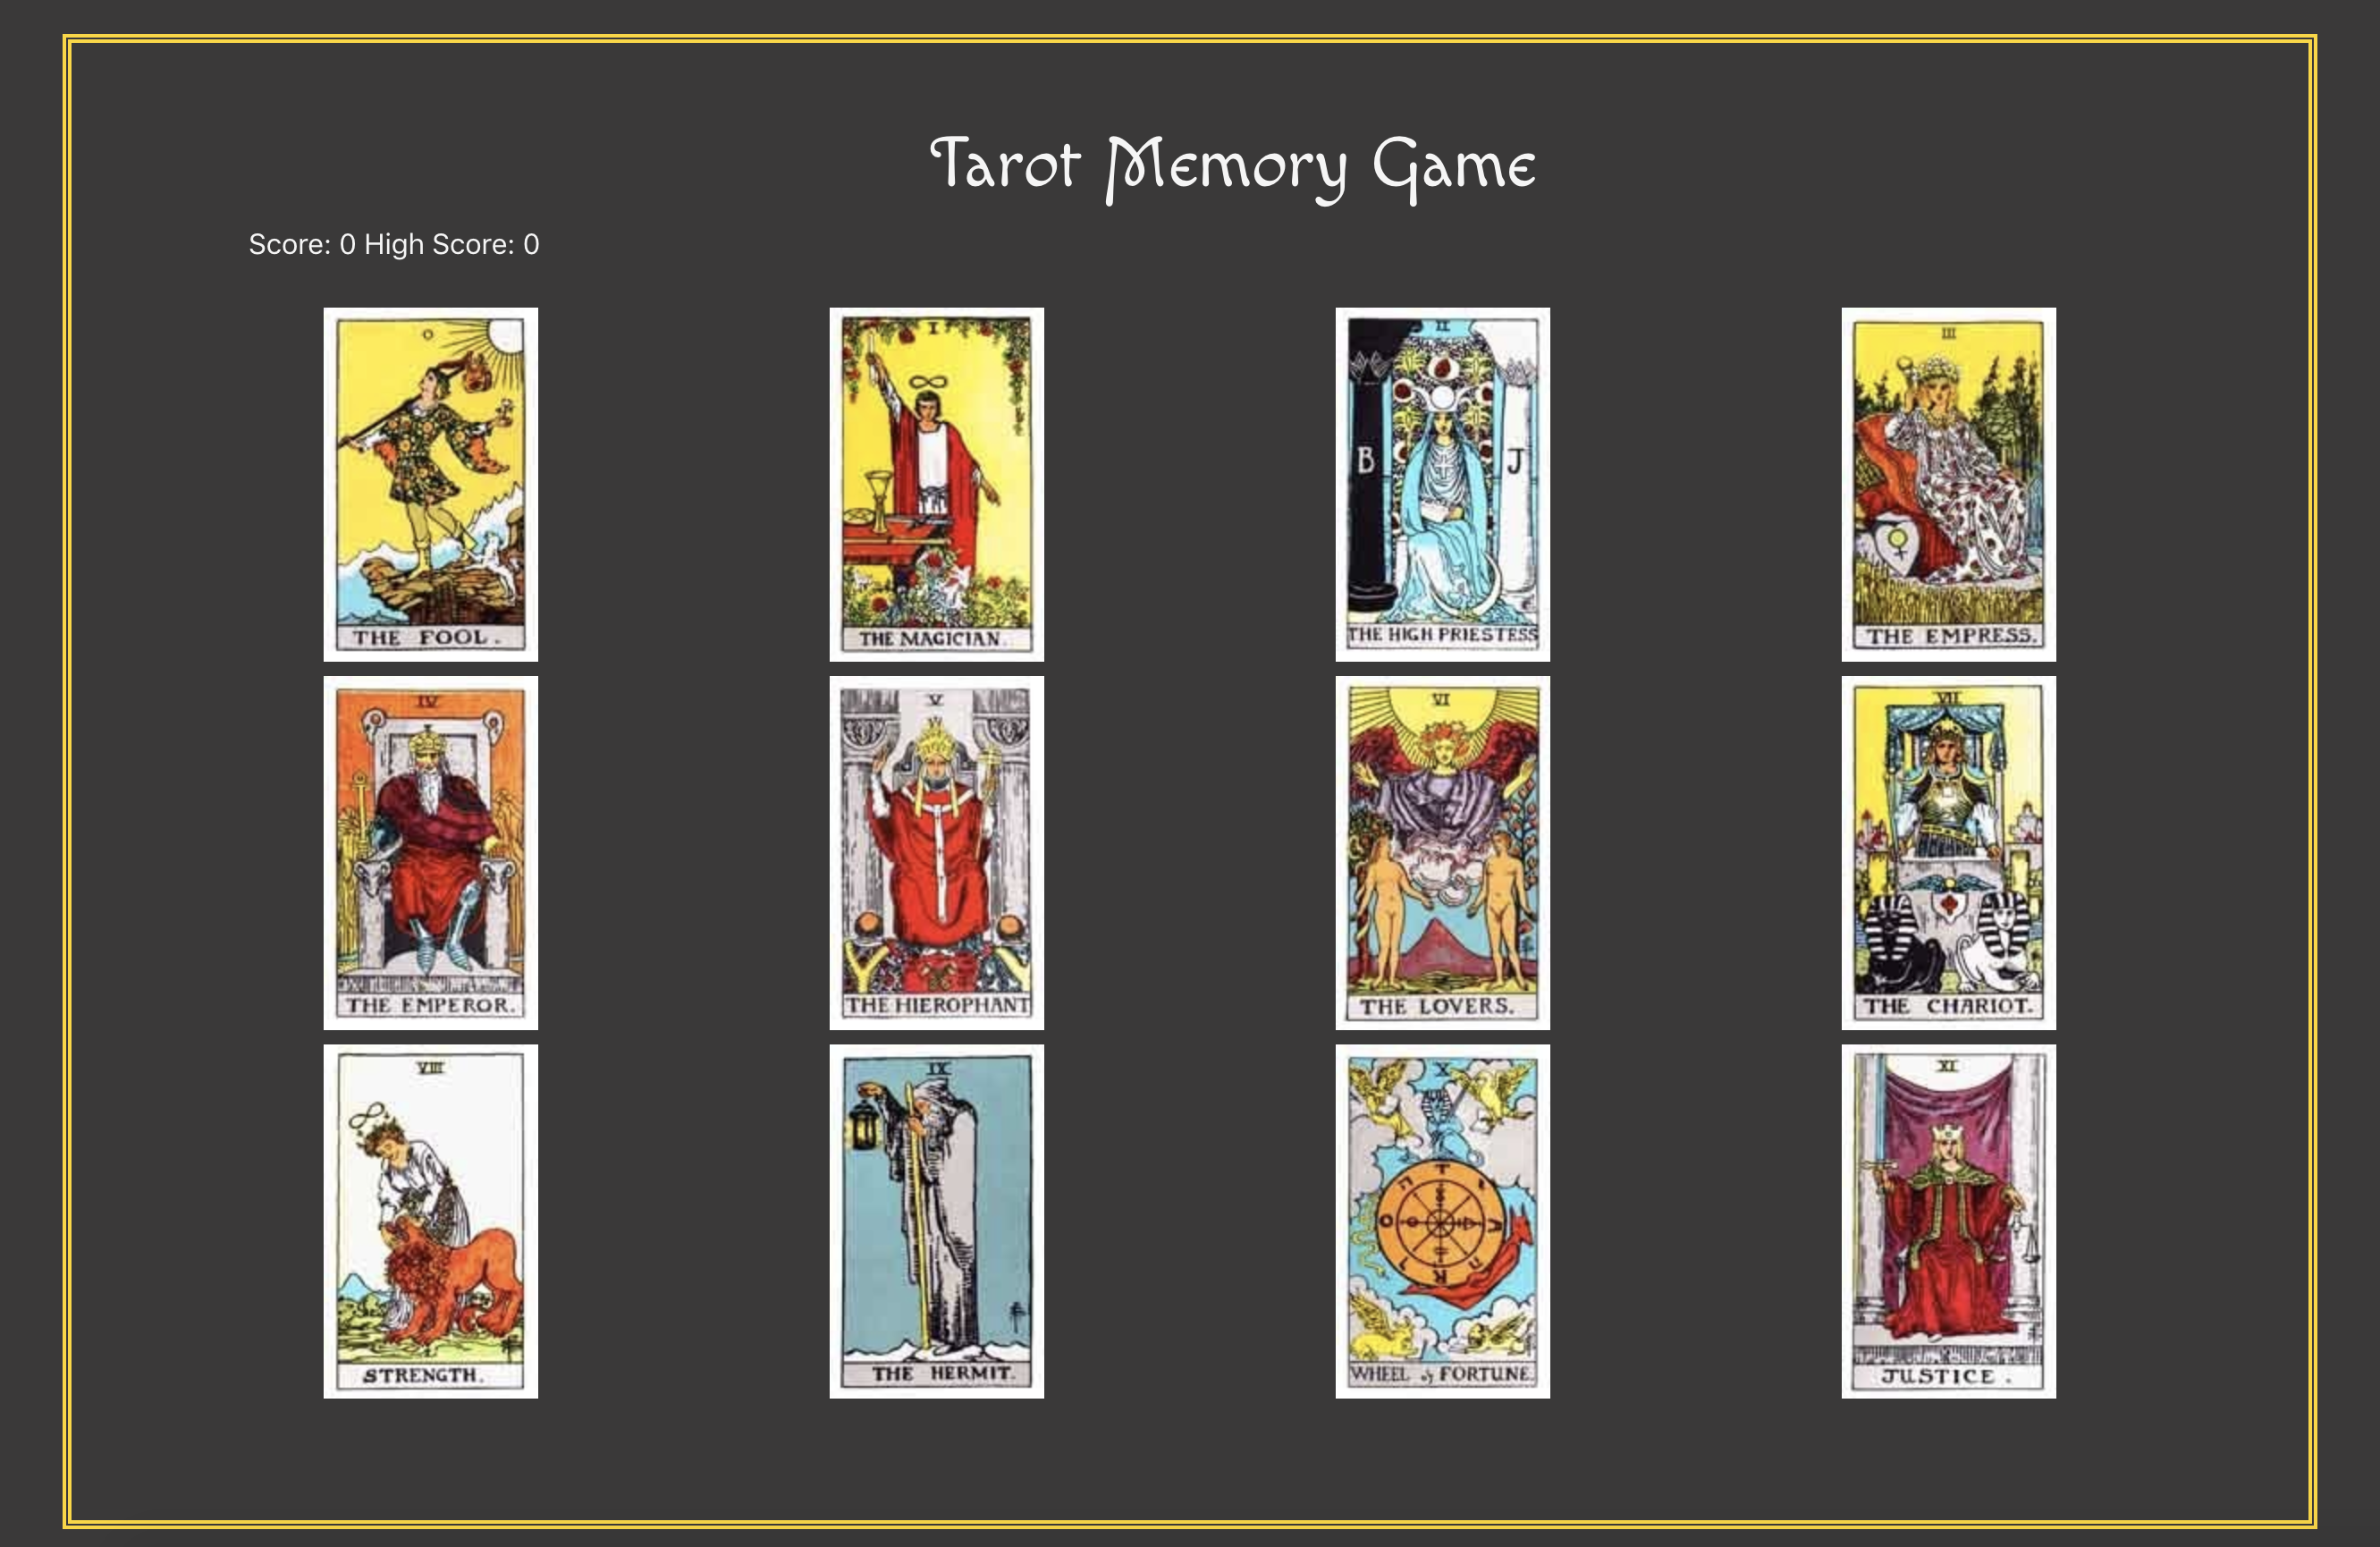 Tarot Memory Game
Score: 0 High Score: 0
0
I
II
III
B J
THE FOOL.
THE MAGICIAN.
THE HIGH PRIESTESS
THE EMPRESS.
IV
V
VI
VII
THE EMPEROR.
THE HIEROPHANT
THE LOVERS.
THE CHARIOT.
VIII
IX
X
XI
T
A
R
O
STRENGTH.
THE HERMIT.
WHEEL of FORTUNE.
JUSTICE.